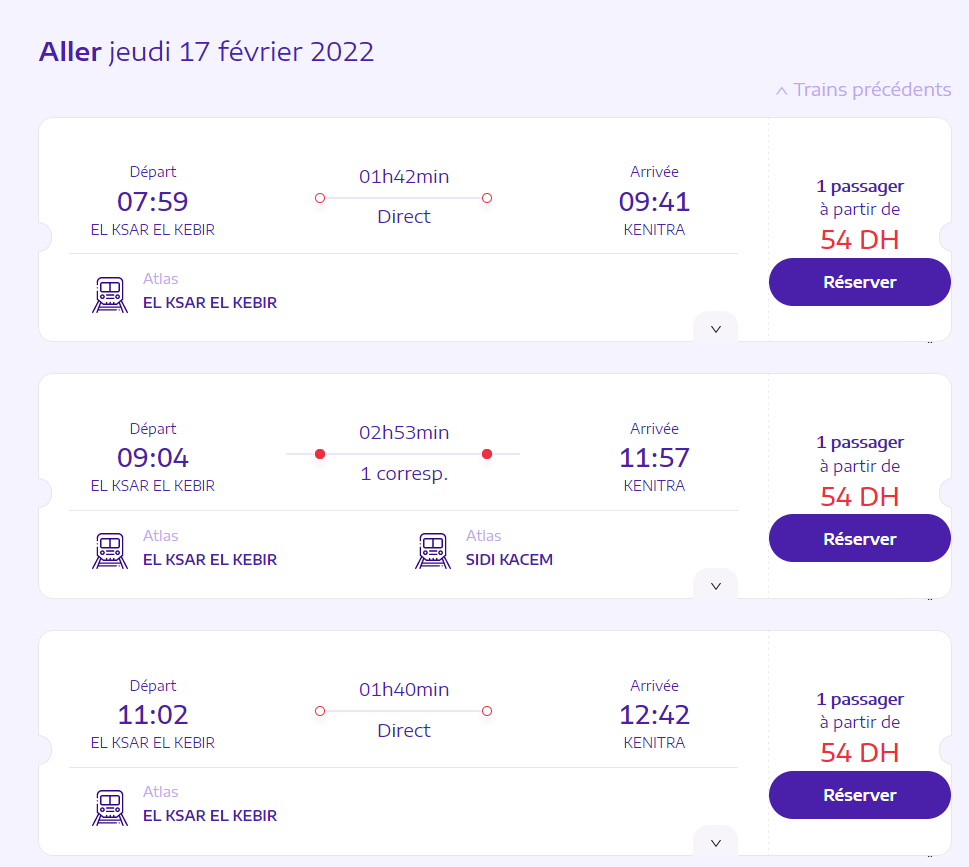 Aller jeudi 17 février 2022
Trains précédents
Départ
07:59
EL KSAR EL KEBIR
01h42min
Direct
Arrivée
09:41
KENITRA
1 passager
à partir de
54 DH
Réserver
Atlas
EL KSAR EL KEBIR
Départ
09:04
EL KSAR EL KEBIR
02h53min
1 corresp.
Arrivée
11:57
KENITRA
1 passager
à partir de
54 DH
Réserver
Atlas
EL KSAR EL KEBIR
Atlas
SIDI KACEM
Départ
11:02
EL KSAR EL KEBIR
01h40min
Direct
Arrivée
12:42
KENITRA
1 passager
à partir de
54 DH
Réserver
Atlas
EL KSAR EL KEBIR